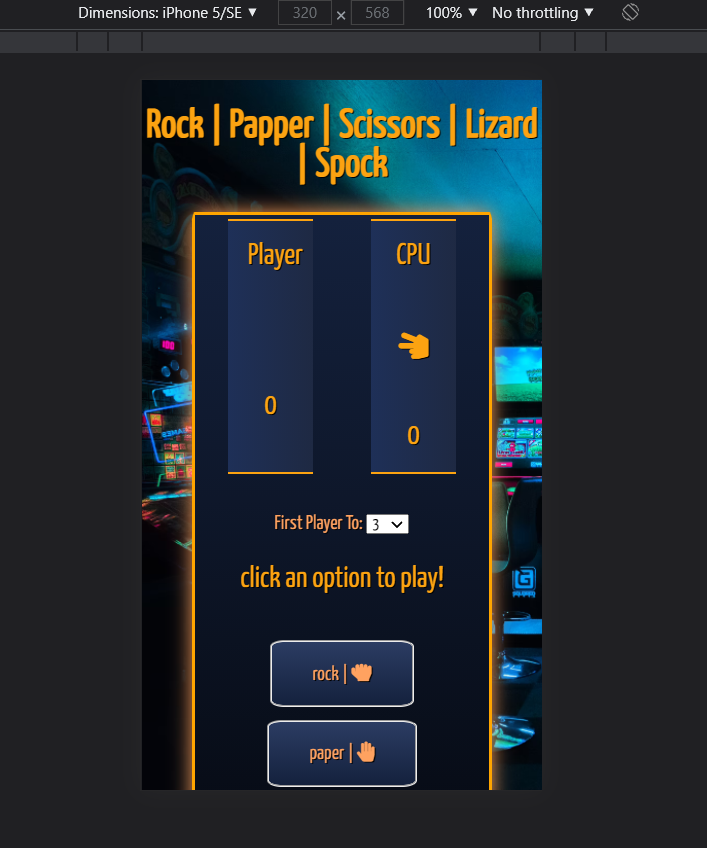 Dimensions: iPhone 5/SE ▼ 320 × 568 100% ▼ No throttling ▼
Rock | Papper | Scissors | Lizard
| Spock
Player CPU
0 0
First Player To: 3
click an option to play!
rock |
paper |